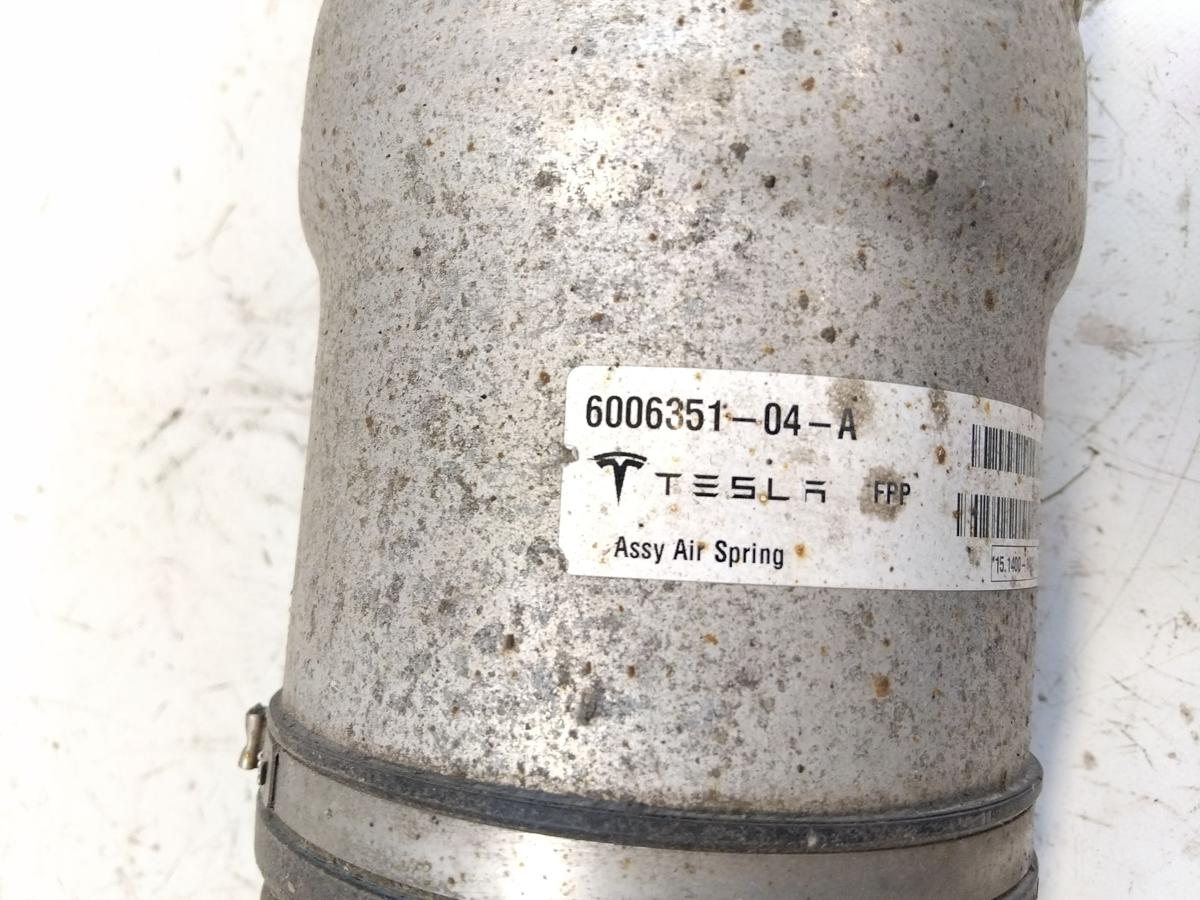 6006351-04-A
TESLA FPP
Assy Air Spring